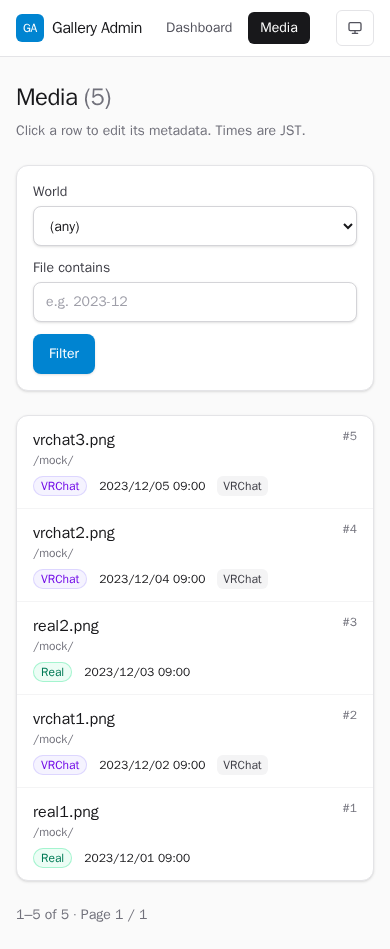 GA Gallery Admin Dashboard Media
Media (5)
Click a row to edit its metadata. Times are JST.
World
(any)
File contains
e.g. 2023-12
Filter
vrchat3.png #5
/mock/
VRChat 2023/12/05 09:00 VRChat
vrchat2.png #4
/mock/
VRChat 2023/12/04 09:00 VRChat
real2.png #3
/mock/
Real 2023/12/03 09:00
vrchat1.png #2
/mock/
VRChat 2023/12/02 09:00 VRChat
real1.png #1
/mock/
Real 2023/12/01 09:00
1–5 of 5 · Page 1 / 1